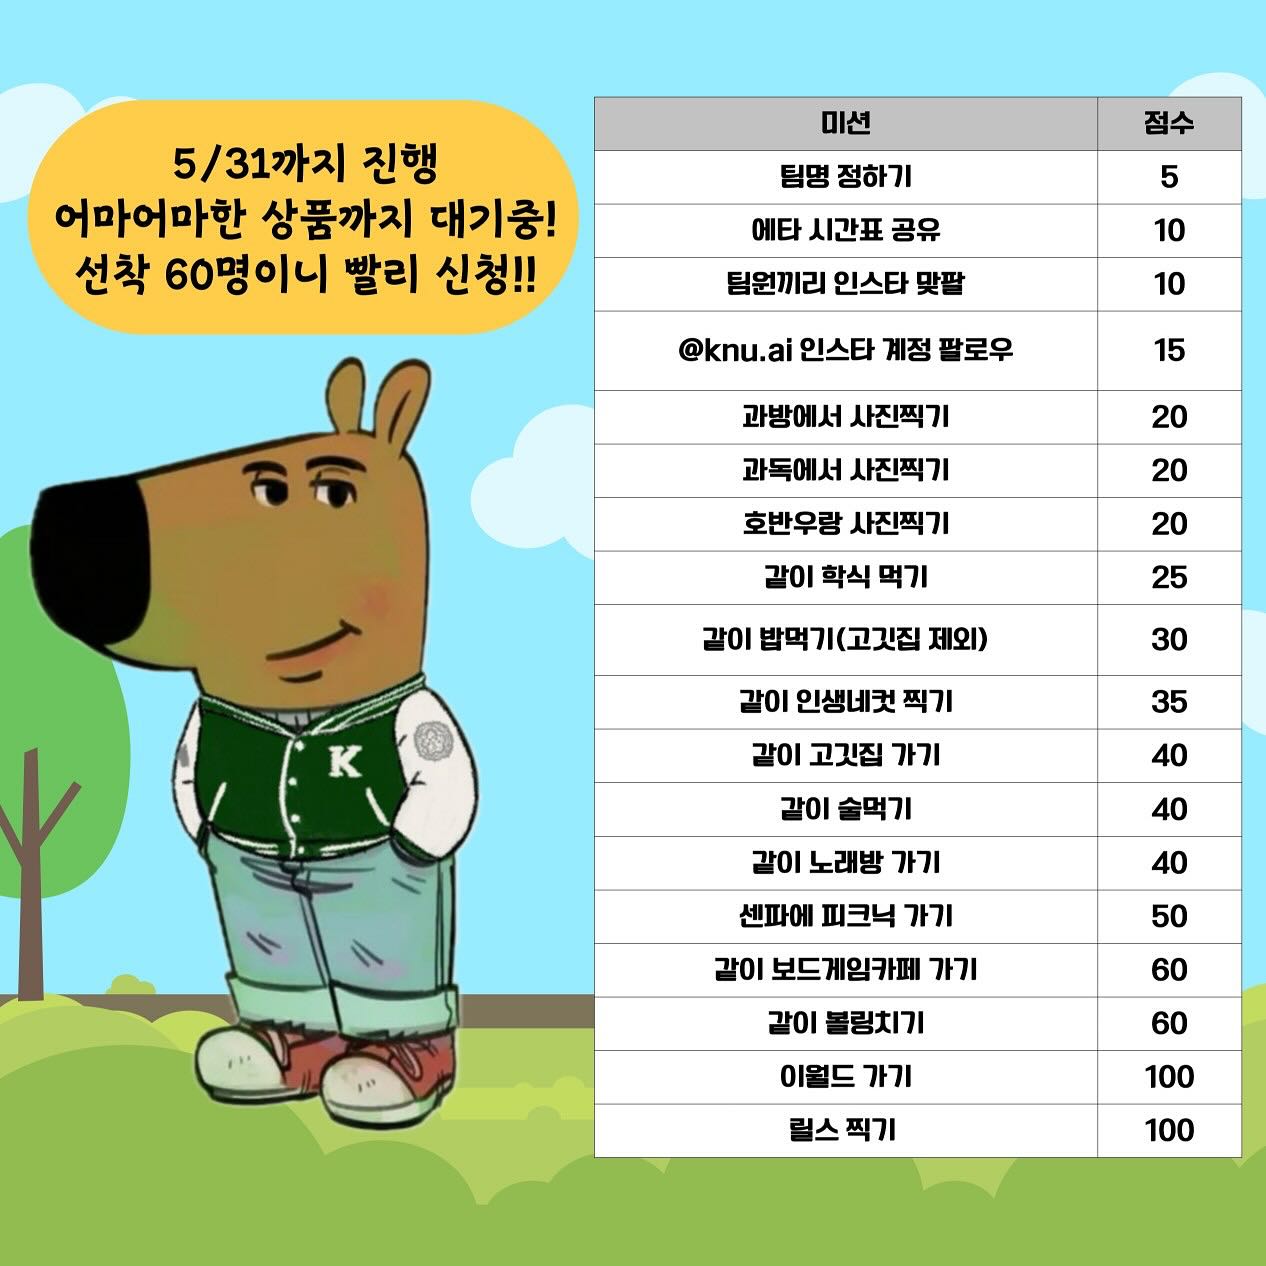 5/31까지 진행
어마어마한 상품까지 대기중!
선착 60명이니 빨리 신청!!
K
미션 점수
팀명 정하기 5
에타 시간표 공유 10
팀원끼리 인스타 맞팔 10
@knu.ai 인스타 계정 팔로우 15
과방에서 사진찍기 20
과독에서 사진찍기 20
호반우랑 사진찍기 20
같이 학식 먹기 25
같이 밥먹기(고깃집 제외) 30
같이 인생네컷 찍기 35
같이 고깃집 가기 40
같이 술먹기 40
같이 노래방 가기 40
센파에 피크닉 가기 50
같이 보드게임카페 가기 60
같이 볼링치기 60
이월드 가기 100
릴스 찍기 100